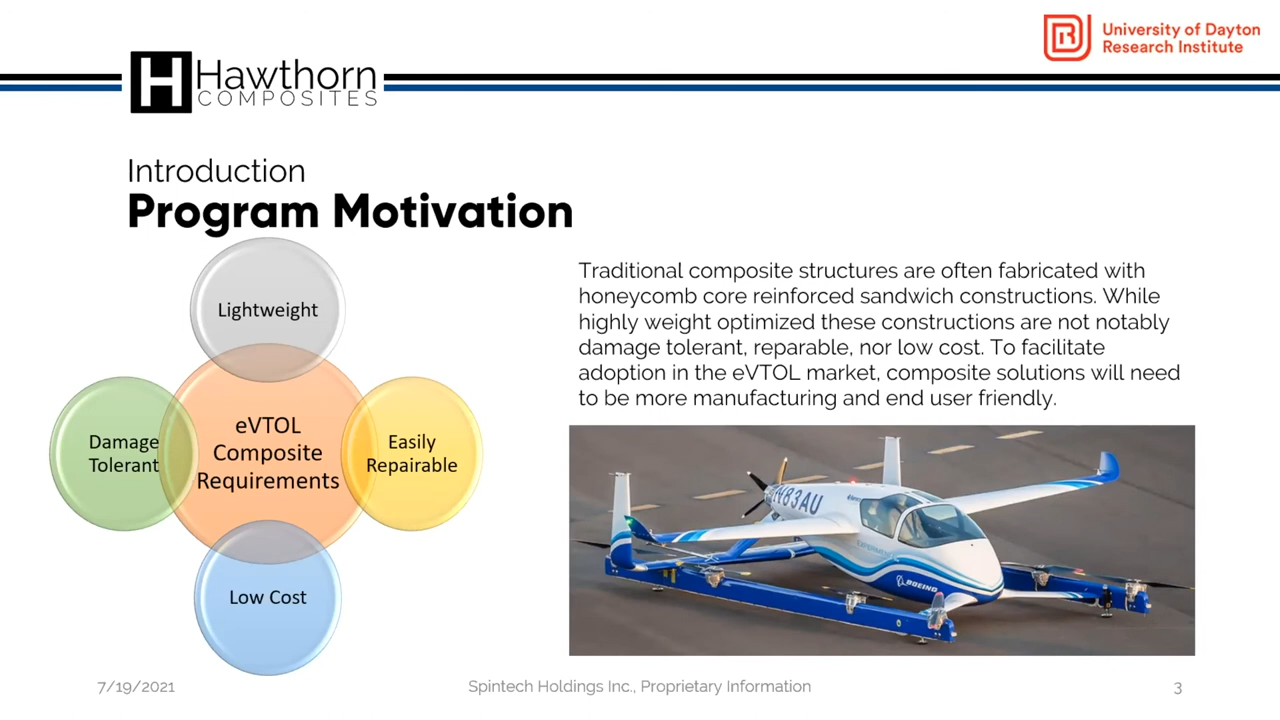 University of Dayton
Research Institute
H Hawthorn
COMPOSITES
Introduction
Program Motivation
Lightweight
Damage
Tolerant
eVTOL
Composite
Requirements
Easily
Repairable
Low Cost
Traditional composite structures are often fabricated with
honeycomb core reinforced sandwich constructions. While
highly weight optimized these constructions are not notably
damage tolerant, reparable, nor low cost. To facilitate
adoption in the eVTOL market, composite solutions will need
to be more manufacturing and end user friendly.
N83AU
EXPERIMENTAL
BOEING
7/19/2021
Spintech Holdings Inc., Proprietary Information
3